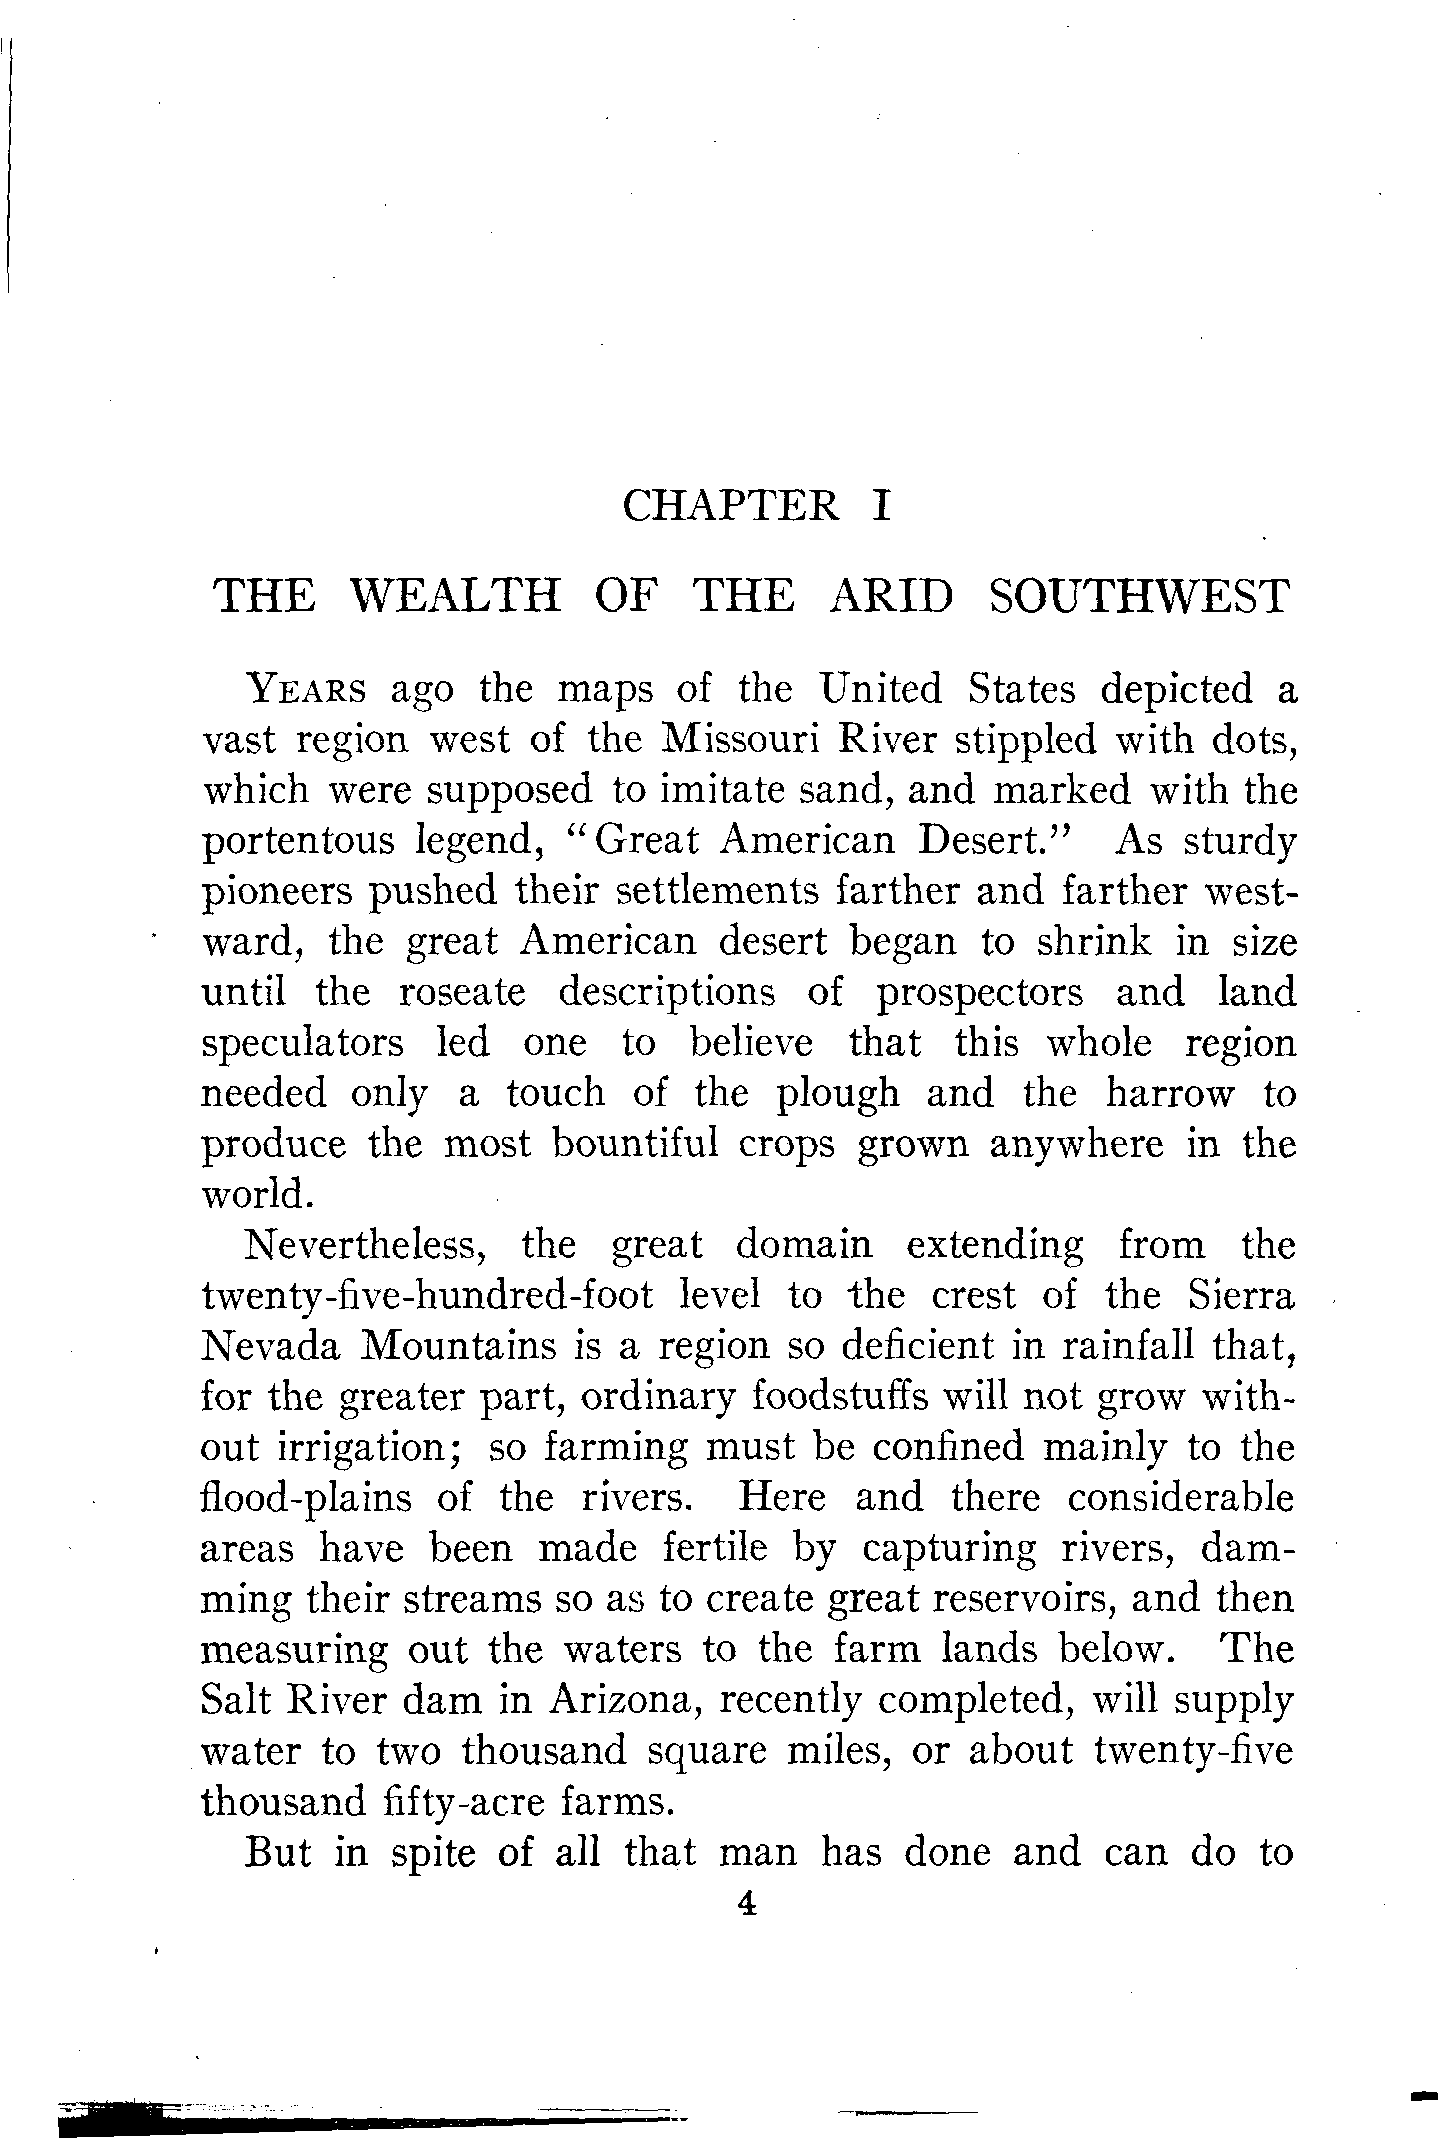 CHAPTER I
THE WEALTH OF THE ARID SOUTHWEST
YEARS ago the maps of the United States depicted a
vast region west of the Missouri River stippled with dots,
which were supposed to imitate sand, and marked with the
portentous legend, "Great American Desert." As sturdy
pioneers pushed their settlements farther and farther west-
ward, the great American desert began to shrink in size
until the roseate descriptions of prospectors and land
speculators led one to believe that this whole region
needed only a touch of the plough and the harrow to
produce the most bountiful crops grown anywhere in the
world.
Nevertheless, the great domain extending from the
twenty-five-hundred-foot level to the crest of the Sierra
Nevada Mountains is a region so deficient in rainfall that,
for the greater part, ordinary foodstuffs will not grow with-
out irrigation; so farming must be confined mainly to the
flood-plains of the rivers. Here and there considerable
areas have been made fertile by capturing rivers, dam-
ming their streams so as to create great reservoirs, and then
measuring out the waters to the farm lands below. The
Salt River dam in Arizona, recently completed, will supply
water to two thousand square miles, or about twenty-five
thousand fifty-acre farms.
But in spite of all that man has done and can do to
4